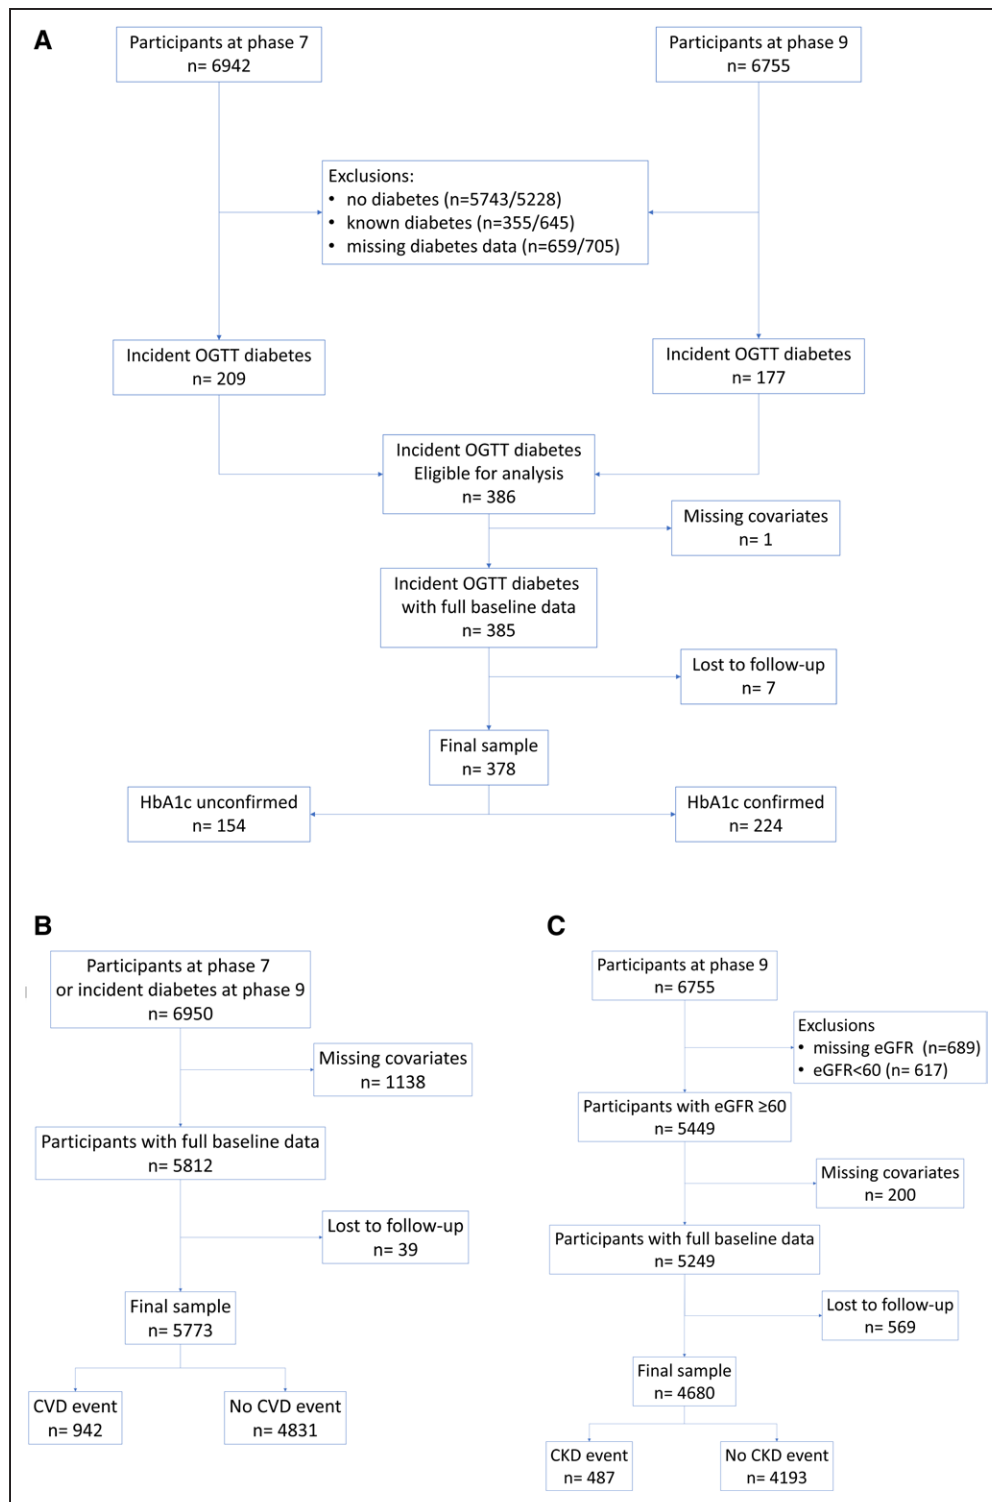 A
Participants at phase 7
n= 6942
Participants at phase 9
n= 6755
Exclusions:
• no diabetes (n=5743/5228)
• known diabetes (n=355/645)
• missing diabetes data (n=659/705)
Incident OGTT diabetes
n= 209
Incident OGTT diabetes
n= 177
Incident OGTT diabetes
Eligible for analysis
n= 386
Missing covariates
n= 1
Incident OGTT diabetes
with full baseline data
n= 385
Lost to follow-up
n= 7
Final sample
n= 378
HbA1c unconfirmed
n= 154
HbA1c confirmed
n= 224
B
Participants at phase 7
or incident diabetes at phase 9
n= 6950
Missing covariates
n= 1138
Participants with full baseline data
n= 5812
Lost to follow-up
n= 39
Final sample
n= 5773
CVD event
n= 942
No CVD event
n= 4831
C
Participants at phase 9
n= 6755
Exclusions
• missing eGFR (n=689)
• eGFR<60 (n= 617)
Participants with eGFR ≥60
n= 5449
Missing covariates
n= 200
Participants with full baseline data
n= 5249
Lost to follow-up
n= 569
Final sample
n= 4680
CKD event
n= 487
No CKD event
n= 4193